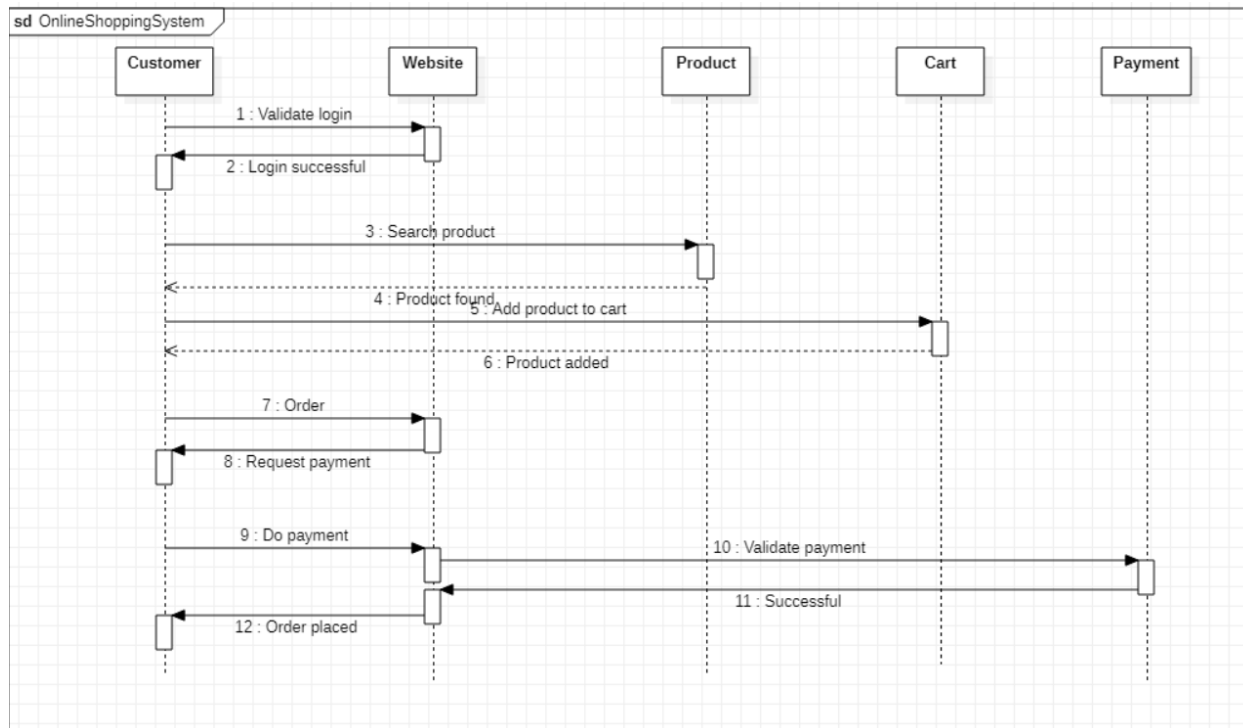 sd OnlineShoppingSystem
Customer
Website
Product
Cart
Payment
1 : Validate login
2 : Login successful
3 : Search product
4 : Product found
5 : Add product to cart
6 : Product added
7 : Order
8 : Request payment
9 : Do payment
10 : Validate payment
11 : Successful
12 : Order placed